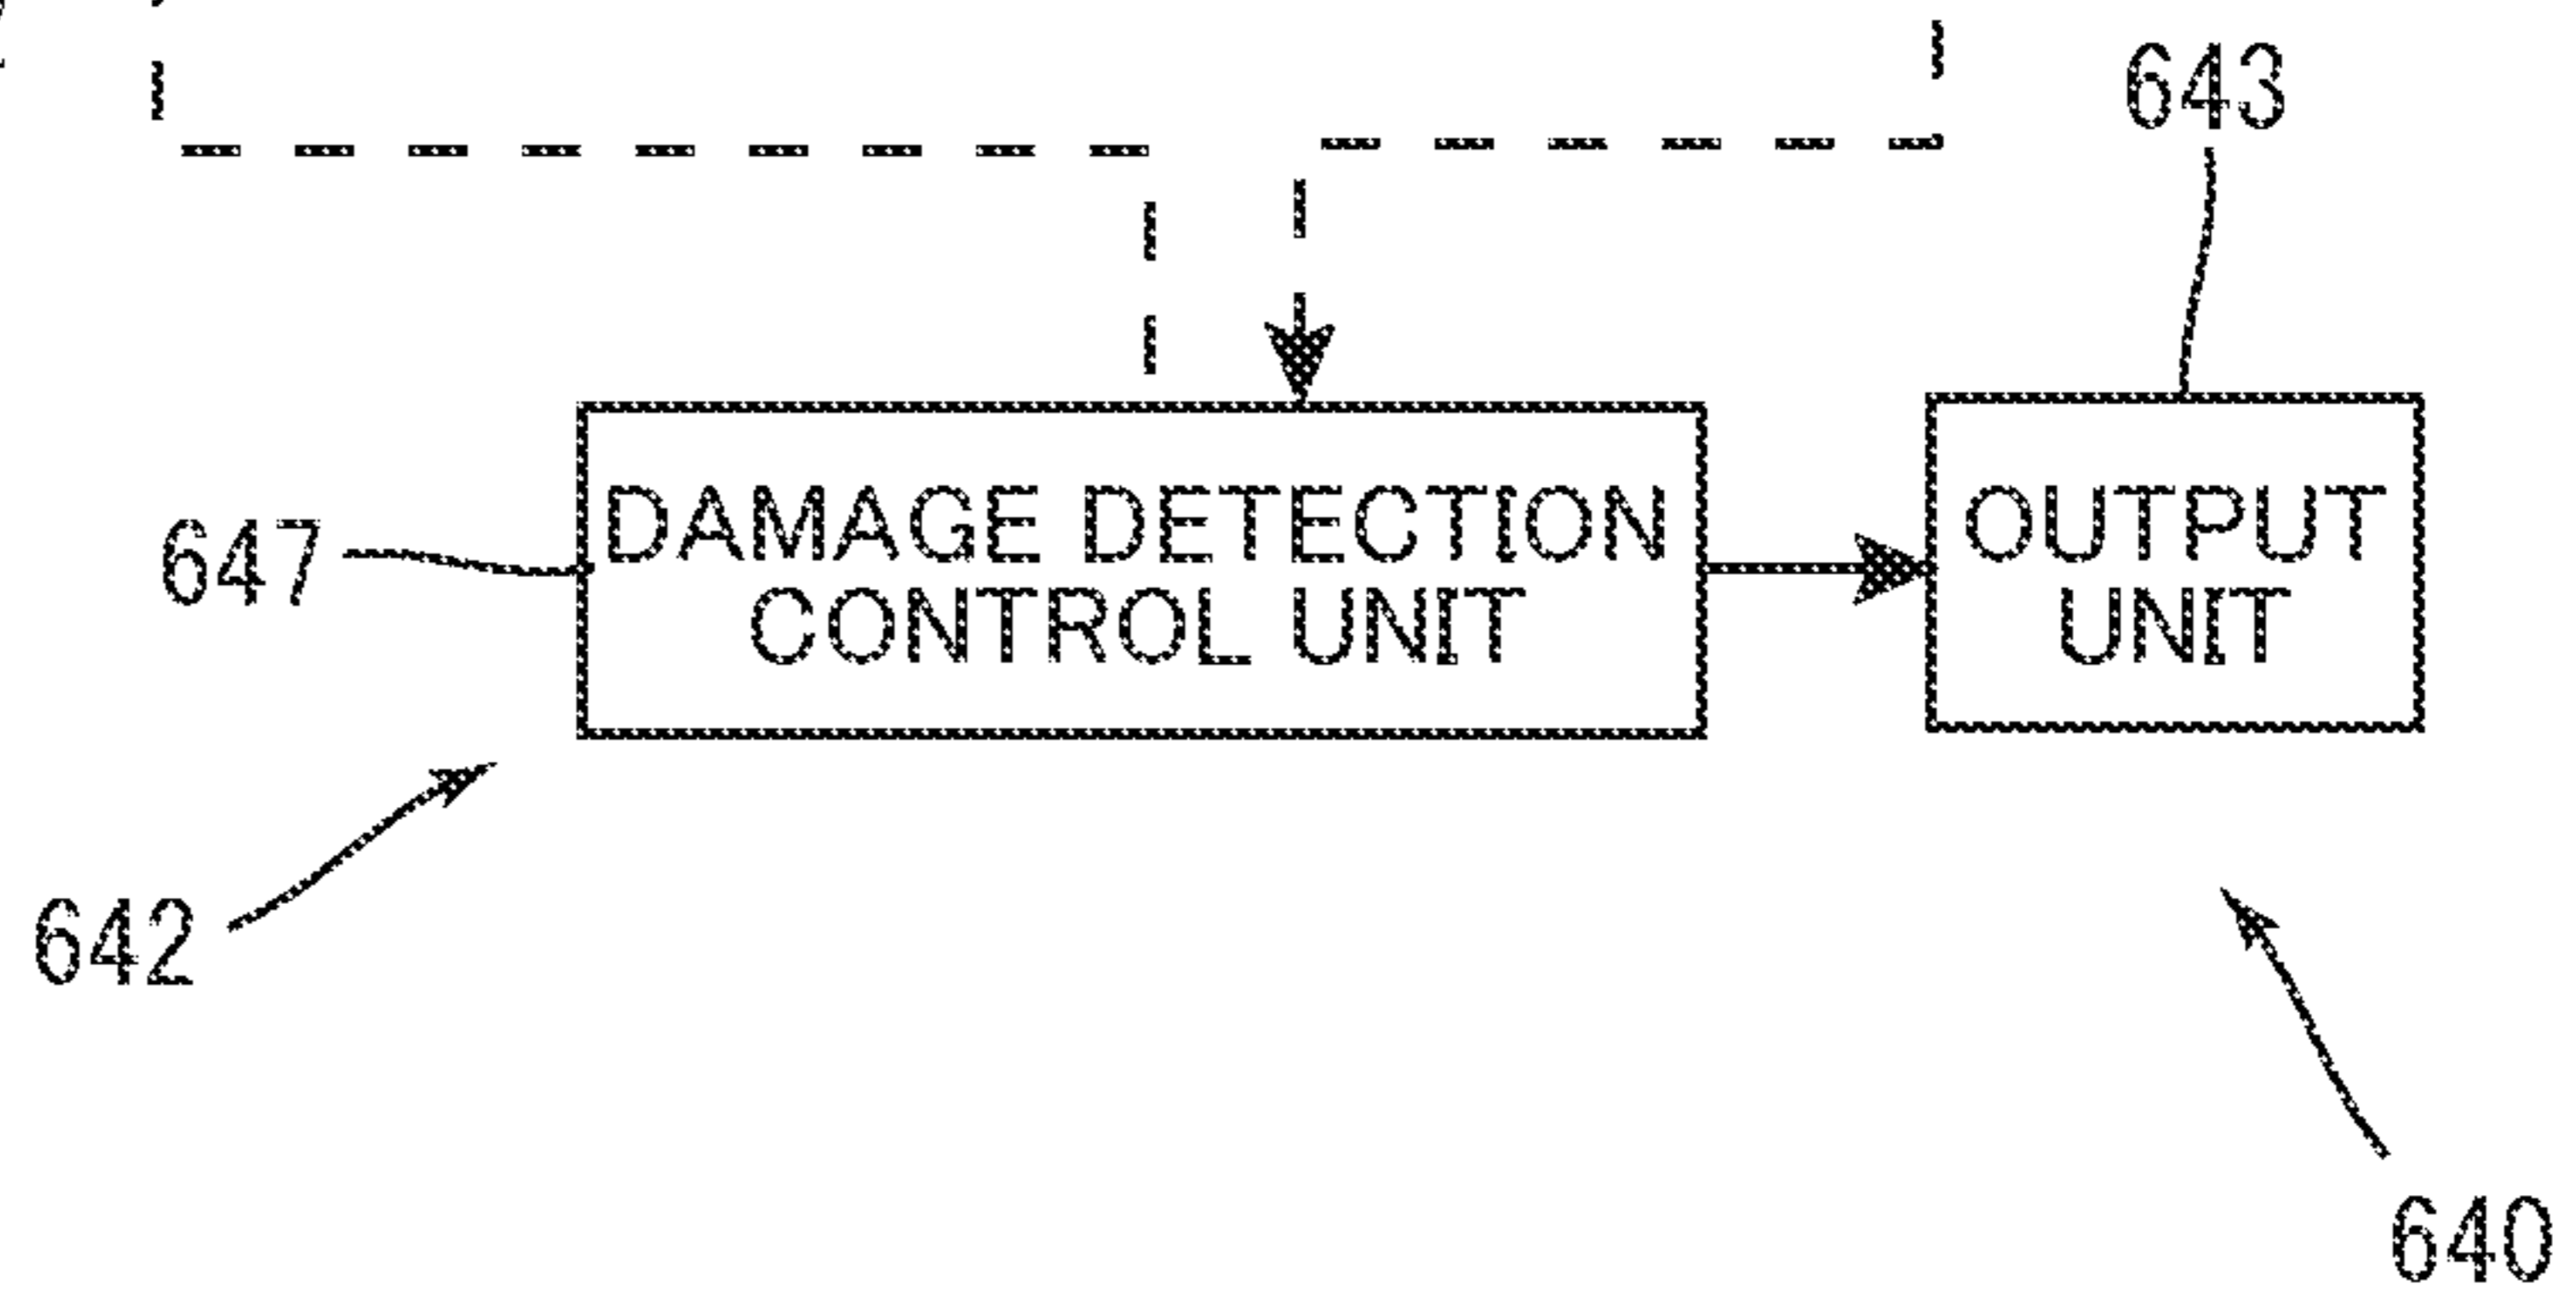 643
647
DAMAGE DETECTION
CONTROL UNIT
OUTPUT
UNIT
642
640